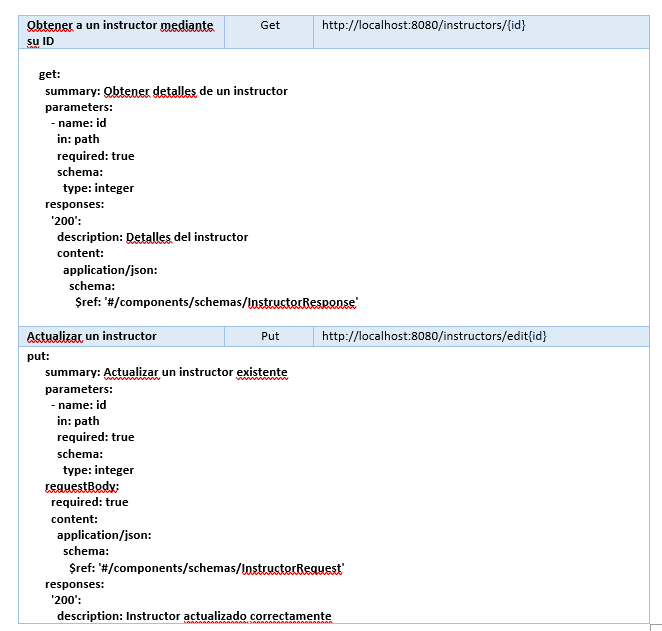 Obtener a un instructor mediante Get http://localhost:8080/instructors/{id}
su ID
get:
summary: Obtener detalles de un instructor
parameters:
- name: id
in: path
required: true
schema:
type: integer
responses:
'200':
description: Detalles del instructor
content:
application/json:
schema:
$ref: '#/components/schemas/InstructorResponse'
Actualizar un instructor Put http://localhost:8080/instructors/edit{id}
put:
summary: Actualizar un instructor existente
parameters:
- name: id
in: path
required: true
schema:
type: integer
requestBody:
required: true
content:
application/json:
schema:
$ref: '#/components/schemas/InstructorRequest'
responses:
'200':
description: Instructor actualizado correctamente